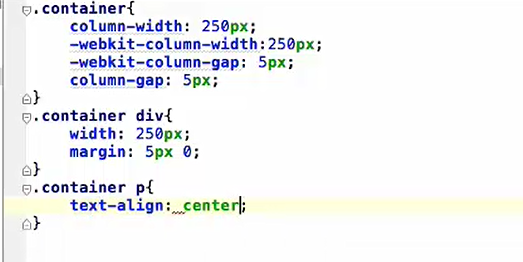 .container{
column-width: 250px;
-webkit-column-width:250px;
-webkit-column-gap: 5px;
column-gap: 5px;
}
.container div{
width: 250px;
margin: 5px 0;
}
.container p{
text-align: center;
}